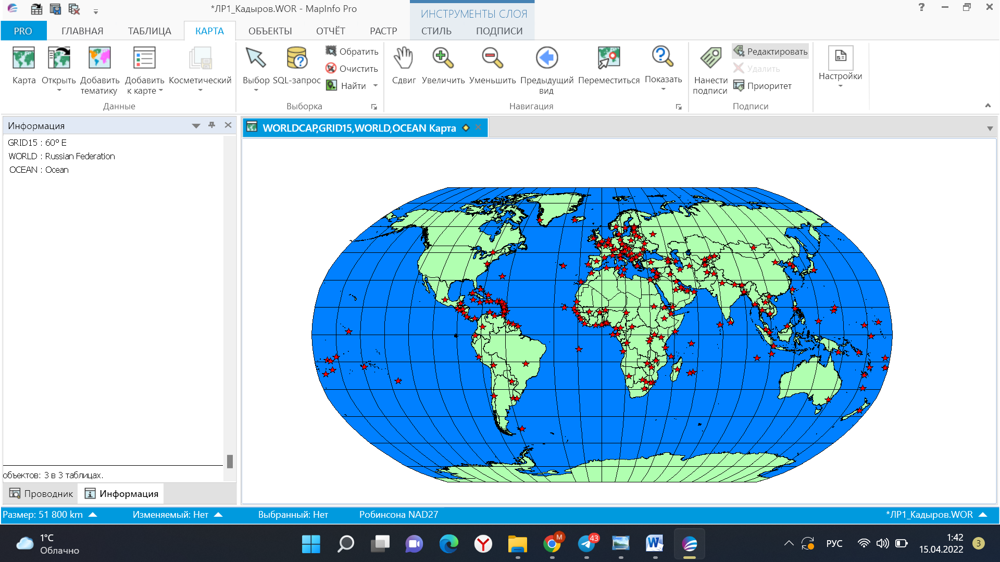 *ЛР1_Кадыров.WOR - MapInfo Pro
ИНСТРУМЕНТЫ СЛОЯ
?
PRO ГЛАВНАЯ ТАБЛИЦА КАРТА ОБЪЕКТЫ ОТЧЁТ РАСТР СТИЛЬ ПОДПИСИ
Карта
Открыть
Добавить
тематику
Добавить
к карте
Косметический
Данные
Выбор
SQL-запрос
Обратить
Очистить
Найти
Выборка
Сдвиг
Увеличить
Уменьшить
Предыдущий
вид
Переместиться
Показать
Навигация
Нанести
подписи
Редактировать
Удалить
Приоритет
Подписи
Настройки
Информация
GRID15 : 60° E
WORLD : Russian Federation
OCEAN : Ocean
объектов: 3 в 3 таблицах.
Проводник
Информация
WORLDCAP,GRID15,WORLD,OCEAN Карта
Размер: 51 800 km
Изменяемый: Нет
Выбранный: Нет
Робинсона NAD27
*ЛР1_Кадыров.WOR
1°C
Облачно
M
43
РУС
1:42
15.04.2022
3